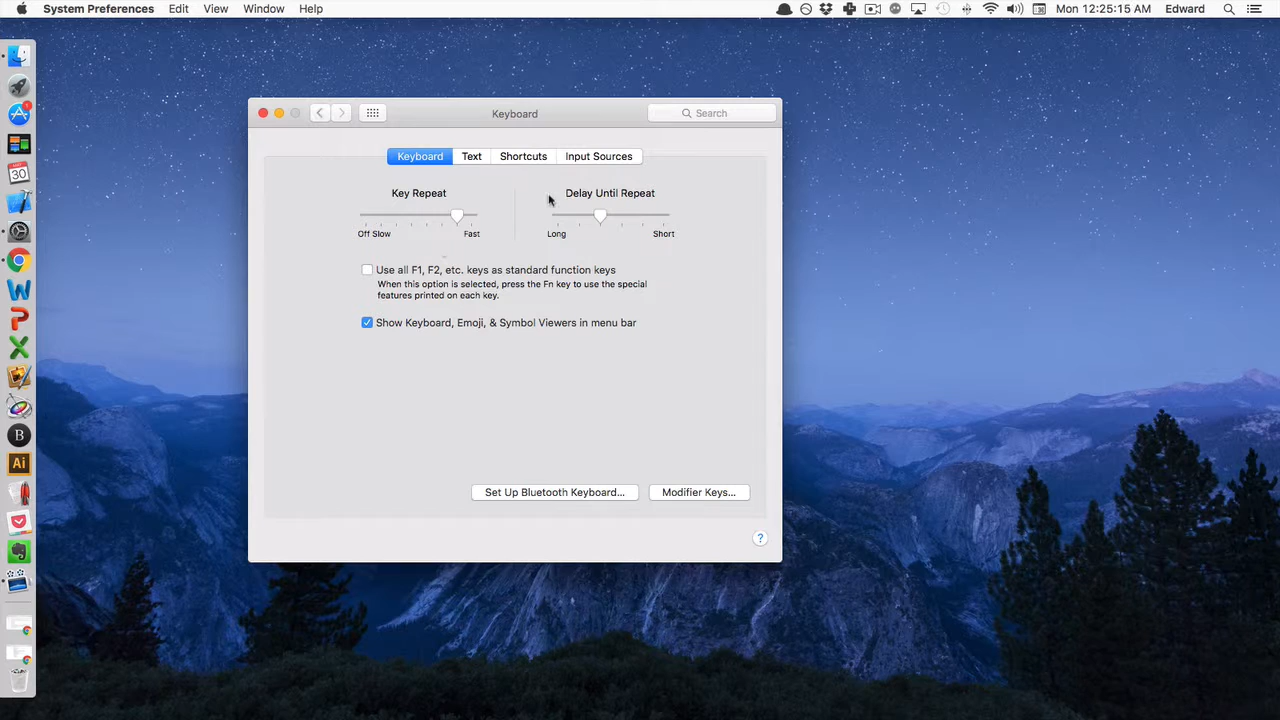 System Preferences Edit View Window Help Mon 12:25:15 AM Edward
Keyboard
Search
Keyboard Text Shortcuts Input Sources
Key Repeat
Delay Until Repeat
Off Slow Fast
Long Short
Use all F1, F2, etc. keys as standard function keys
When this option is selected, press the Fn key to use the special
features printed on each key.
Show Keyboard, Emoji, & Symbol Viewers in menu bar
Set Up Bluetooth Keyboard... Modifier Keys...
?
30
B
Ai